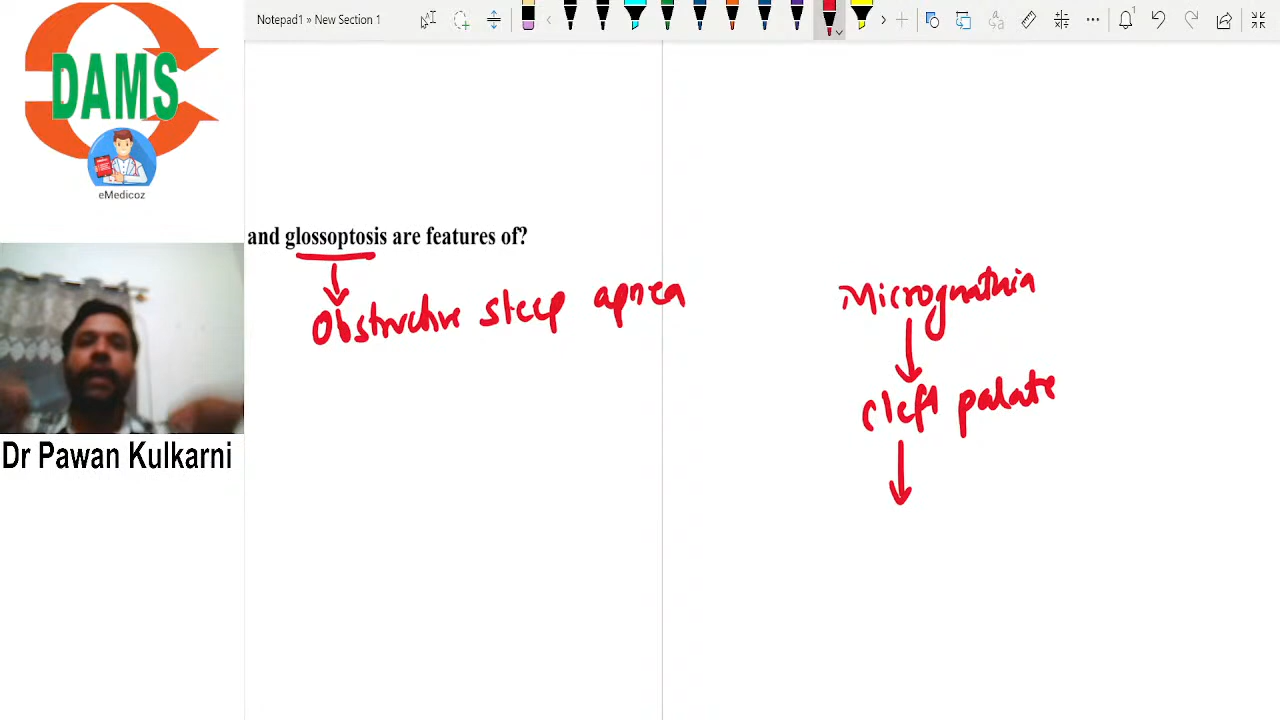 Notepad1 » New Section 1
DAMS
eMedicoz
and glossoptosis are features of?
Obstructive sleep apnea
Micrognathia
Cleft palate
Dr Pawan Kulkarni